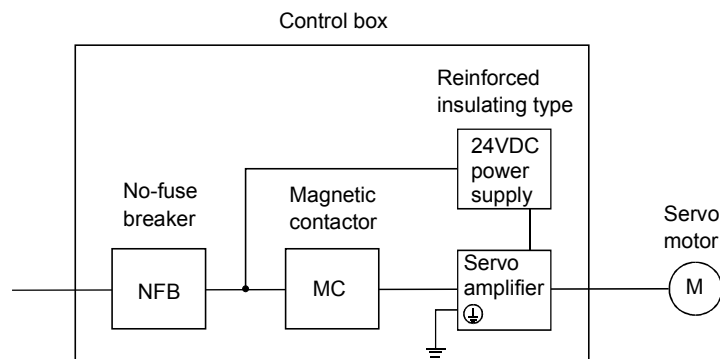 Control box
Reinforced
insulating type
24VDC
power
supply
No-fuse
breaker
Magnetic
contactor
Servo
motor
NFB
MC
Servo
amplifier
M